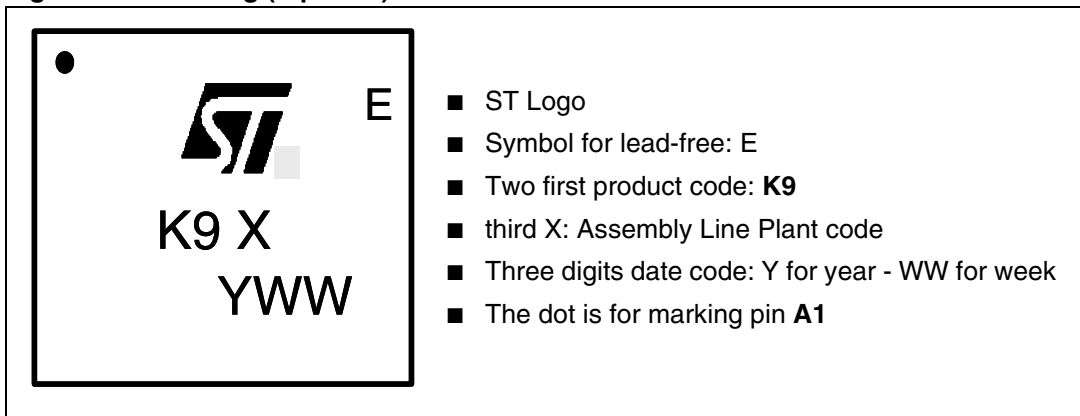 E
ST
K9 X
YWW
■ ST Logo
■ Symbol for lead-free: E
■ Two first product code: K9
■ third X: Assembly Line Plant code
■ Three digits date code: Y for year - WW for week
■ The dot is for marking pin A1